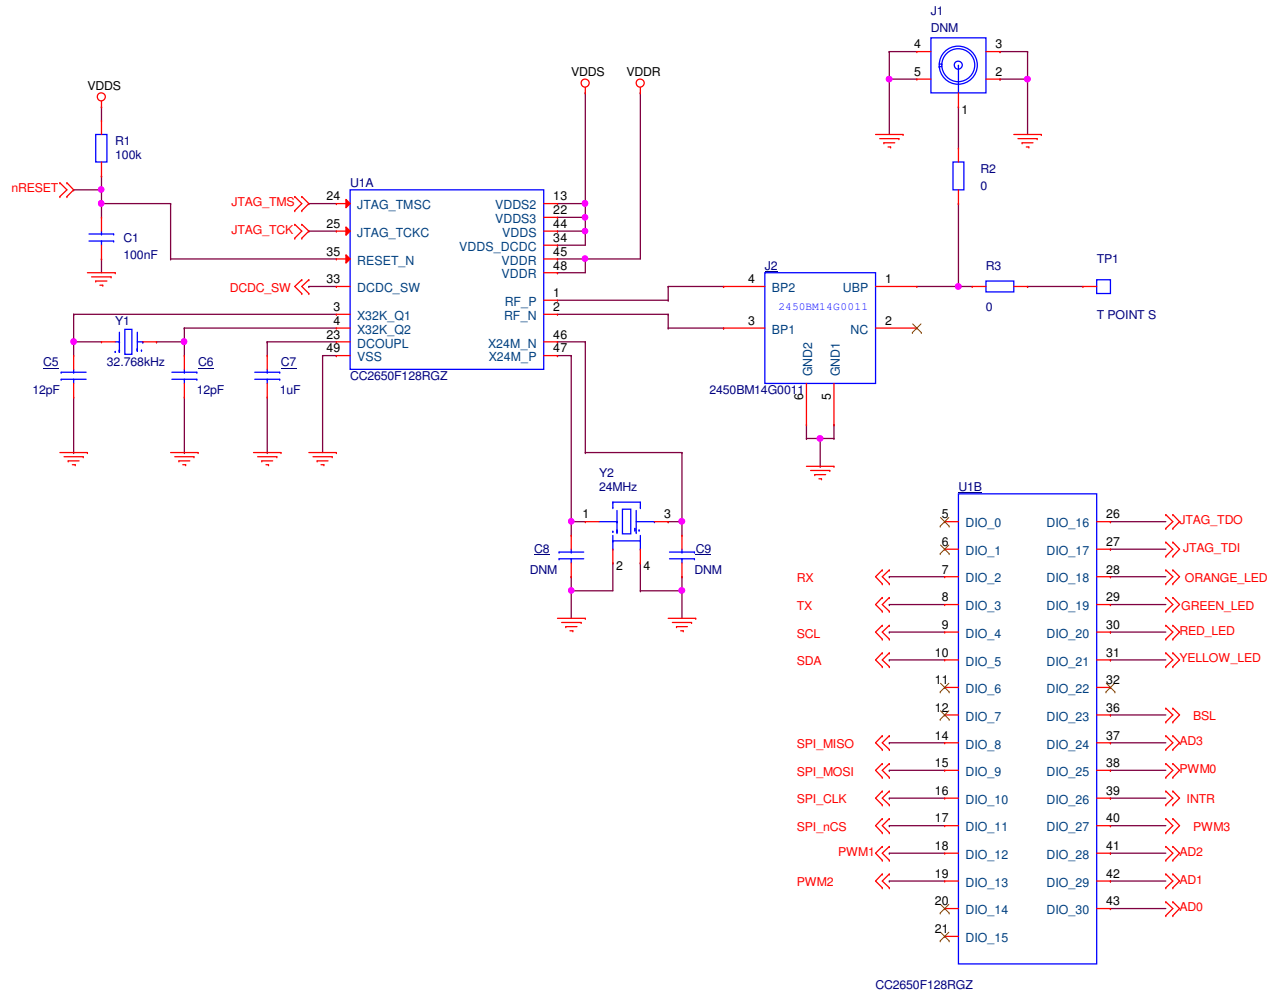 J1
DNM
4
3
5
2
1
VDDS
VDDS
VDDR
R1
100k
R2
0
nRESET
C1
100nF
U1A
JTAG_TMS
24
JTAG_TMSC
JTAG_TCK
25
JTAG_TCKC
35
RESET_N
DCDC_SW
33
DCDC_SW
3
X32K_Q1
4
X32K_Q2
23
DCOUPL
49
VSS
VDDS2
13
VDDS3
22
VDDS
44
VDDS_DCDC
34
VDDR
45
VDDR
48
RF_P
1
RF_N
2
X24M_N
46
X24M_P
47
CC2650F128RGZ
Y1
32.768kHz
C5
12pF
C6
12pF
C7
1uF
J2
4
BP2
UBP
1
2450BM14G0011
3
BP1
NC
2
GND2
GND1
2450BM14G0011
6
5
R3
0
TP1
T POINT S
Y2
24MHz
1
3
C8
DNM
2
4
C9
DNM
U1B
5
DIO_0
DIO_16
26
JTAG_TDO
6
DIO_1
DIO_17
27
JTAG_TDI
RX
7
DIO_2
DIO_18
28
ORANGE_LED
TX
8
DIO_3
DIO_19
29
GREEN_LED
SCL
9
DIO_4
DIO_20
30
RED_LED
SDA
10
DIO_5
DIO_21
31
YELLOW_LED
11
DIO_6
DIO_22
32
12
DIO_7
DIO_23
36
BSL
SPI_MISO
14
DIO_8
DIO_24
37
AD3
SPI_MOSI
15
DIO_9
DIO_25
38
PWM0
SPI_CLK
16
DIO_10
DIO_26
39
INTR
SPI_nCS
17
DIO_11
DIO_27
40
PWM3
PWM1
18
DIO_12
DIO_28
41
AD2
PWM2
19
DIO_13
DIO_29
42
AD1
20
DIO_14
DIO_30
43
AD0
21
DIO_15
CC2650F128RGZ